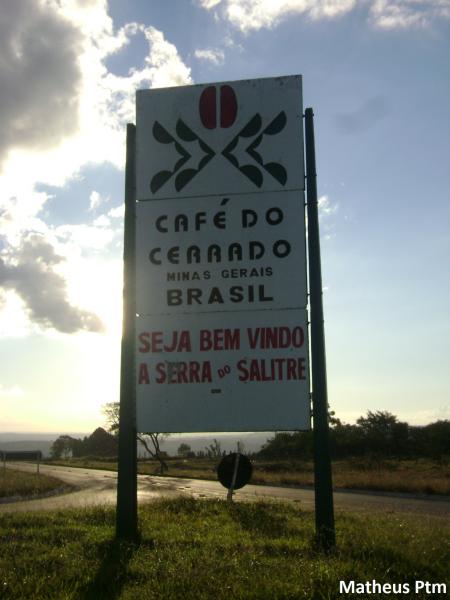 CAFÉ DO
CERRADO
MINAS GERAIS
BRASIL
SEJA BEM VINDO
A SERRA DO SALITRE
Matheus Ptm